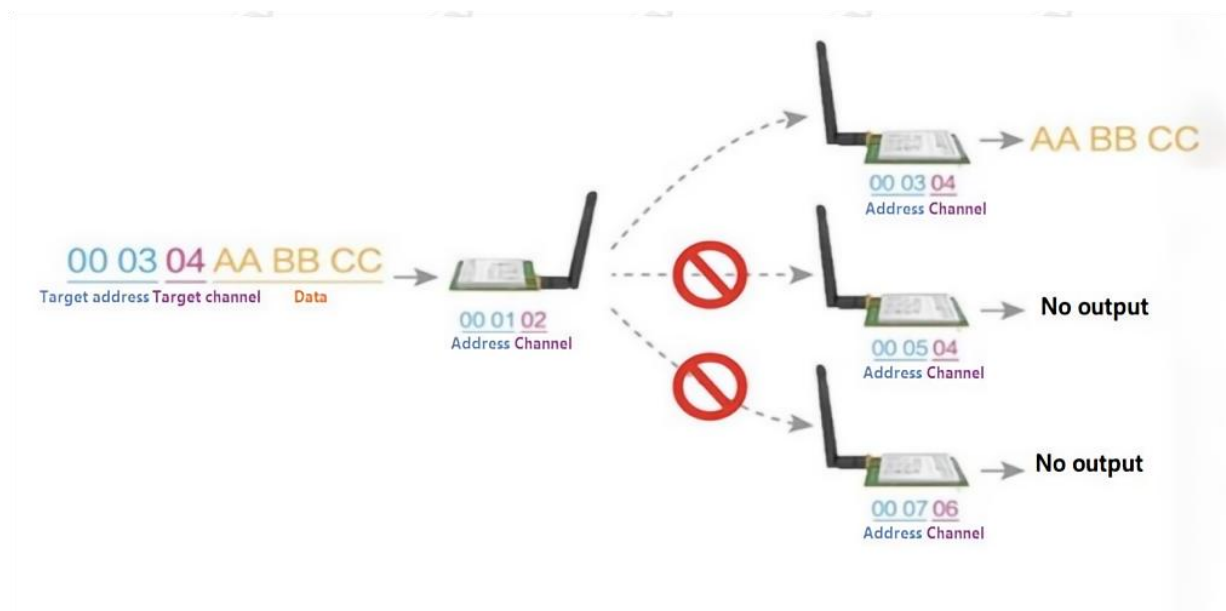 AA BB CC
00 03 04
Address Channel
00 03 04 AA BB CC
Target address Target channel Data
00 01 02
Address Channel
No output
00 05 04
Address Channel
No output
00 07 06
Address Channel